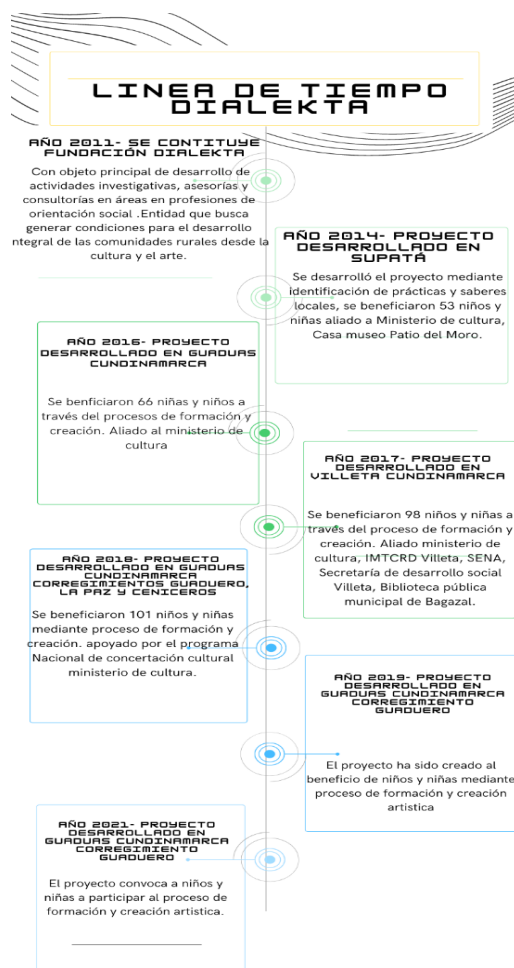 LINEA DE TIEMPO
DIALEKTA
AÑO 2011- SE CONTITUYE
FUNDACIÓN DIALEKTA
Con objeto principal de desarrollo de
actividades investigativas, asesorías y
consultorías en áreas en profesiones de
orientación social .Entidad que busca
generar condiciones para el desarrollo
ntegral de las comunidades rurales desde la
cultura y el arte.
AÑO 2014- PROYECTO
DESARROLLADO EN
SUPATÁ
Se desarrolló el proyecto mediante
identificación de prácticas y saberes
locales, se beneficiaron 53 niños y
niñas aliado a Ministerio de cultura,
Casa museo Patio del Moro.
AÑO 2016- PROYECTO
DESARROLLADO EN GUADUAS
CUNDINAMARCA
Se benficiaron 66 niñas y niños a
través del procesos de formación y
creación. Aliado al ministerio de
cultura
AÑO 2017- PROYECTO
DESARROLLADO EN
VILLETA CUNDINAMARCA
Se beneficiaron 98 niños y niñas a
través del proceso de formación y
creación. Aliado ministerio de
cultura, IMTCRD Villeta, SENA,
Secretaría de desarrollo social
Villeta, Biblioteca pública
municipal de Bagazal.
AÑO 2018- PROYECTO
DESARROLLADO EN GUADUAS
CUNDINAMARCA
CORREGIMIENTOS GUADUERO,
LA PAZ Y CENICEROS
Se beneficiaron 101 niños y niñas
mediante proceso de formación y
creación. apoyado por el programa
Nacional de concertación cultural
ministerio de cultura.
AÑO 2019- PROYECTO
DESARROLLADO EN
GUADUAS CUNDINAMARCA
CORREGIMIENTO
GUADUERO
El proyecto ha sido creado al
beneficio de niños y niñas mediante
proceso de formación y creación
artistica
AÑO 2021- PROYECTO
DESARROLLADO EN
GUADUAS CUNDINAMARCA
CORREGIMIENTO
GUADUERO
El proyecto convoca a niños y
niñas a participar al proceso de
formación y creación artistica.